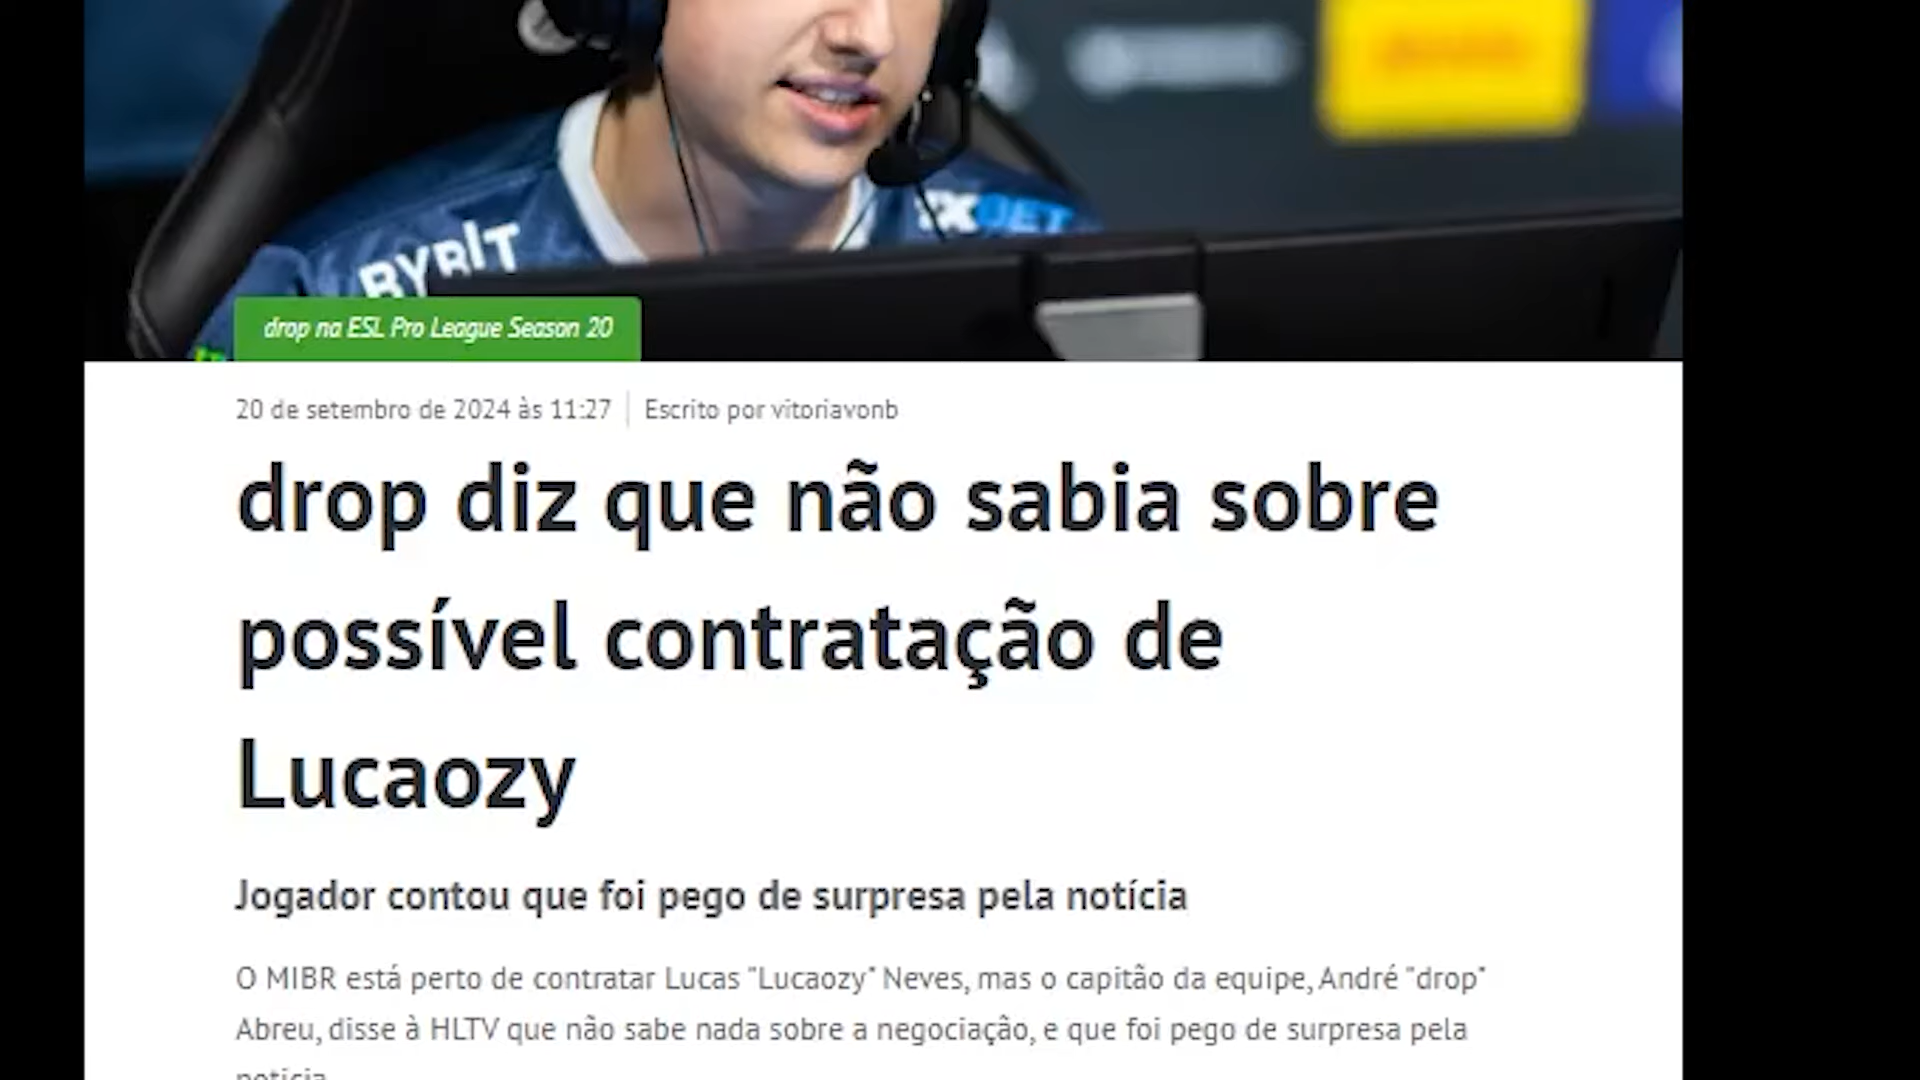 BYBIT
1XBET
drop na ESL Pro League Season 20
20 de setembro de 2024 às 11:27 Escrito por vitoriavonb
drop diz que não sabia sobre
possível contratação de
Lucaozy
Jogador contou que foi pego de surpresa pela notícia
O MIBR está perto de contratar Lucas "Lucaozy" Neves, mas o capitão da equipe, André "drop"
Abreu, disse à HLTV que não sabe nada sobre a negociação, e que foi pego de surpresa pela
notícia